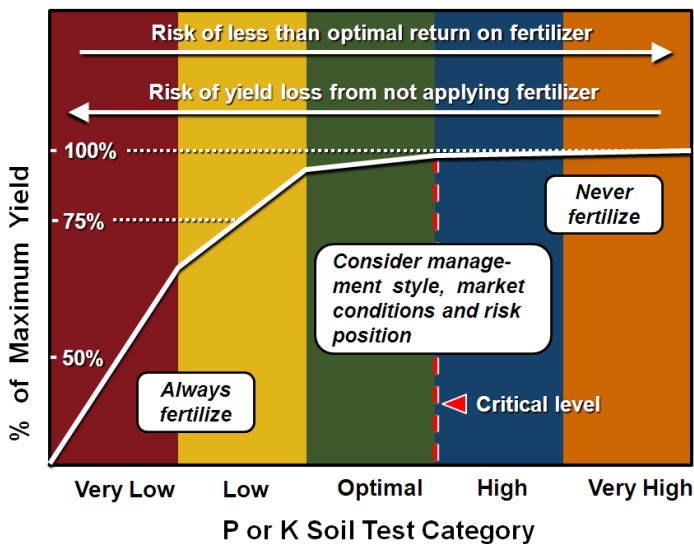 Risk of less than optimal return on fertilizer
Risk of yield loss from not applying fertilizer
100%
75%
50%
% of Maximum Yield
Never
fertilize
Consider manage-
ment style, market
conditions and risk
position
Always
fertilize
Critical level
Very Low
Low
Optimal
High
Very High
P or K Soil Test Category